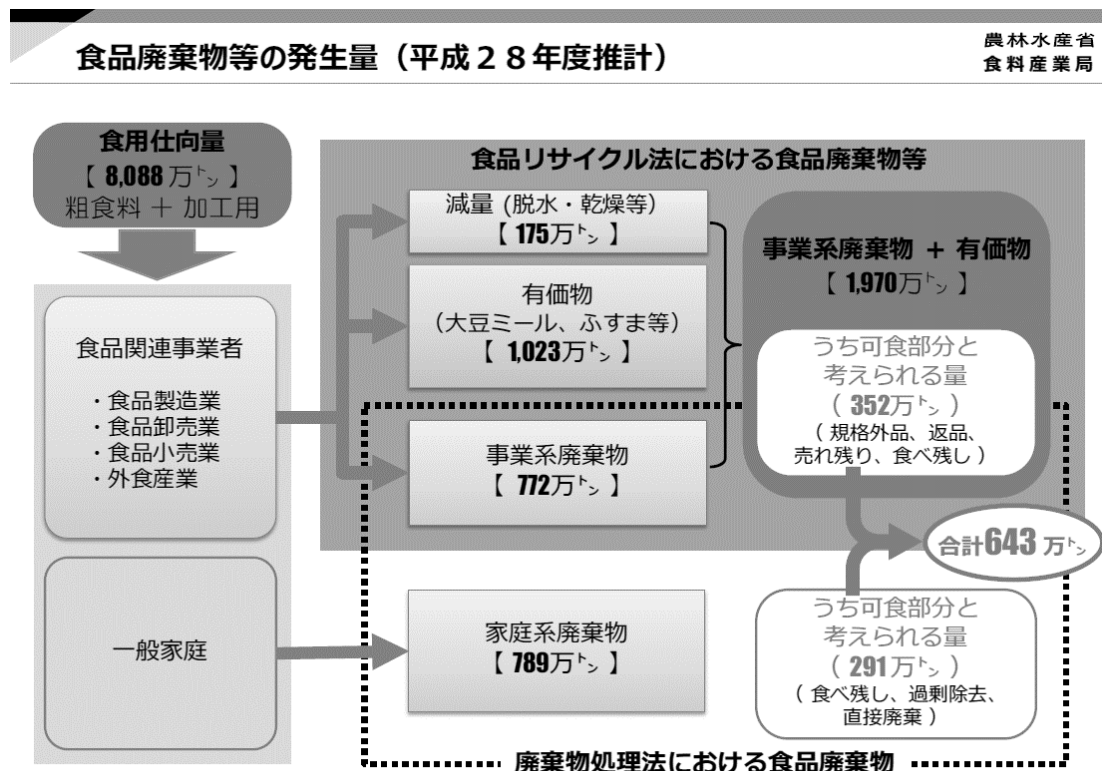 食品廃棄物等の発生量（平成２８年度推計）
農林水産省
食料産業局
食用仕向量
【 8,088 万㌧ 】
粗食料 ＋ 加工用
食品関連事業者
・食品製造業
・食品卸売業
・食品小売業
・外食産業
一般家庭
食品リサイクル法における食品廃棄物等
減量 (脱水・乾燥等)
【 175万㌧ 】
有価物
（大豆ミール、ふすま等）
【 1,023万㌧ 】
事業系廃棄物
【 772万㌧ 】
家庭系廃棄物
【 789万㌧ 】
事業系廃棄物 ＋ 有価物
【 1,970万㌧ 】
うち可食部分と
考えられる量
（ 352万㌧ ）
（ 規格外品、返品、
売れ残り、食べ残し ）
合計643 万㌧
うち可食部分と
考えられる量
（ 291万㌧ ）
（ 食べ残し、過剰除去、
直接廃棄 ）
廃棄物処理法における食品廃棄物